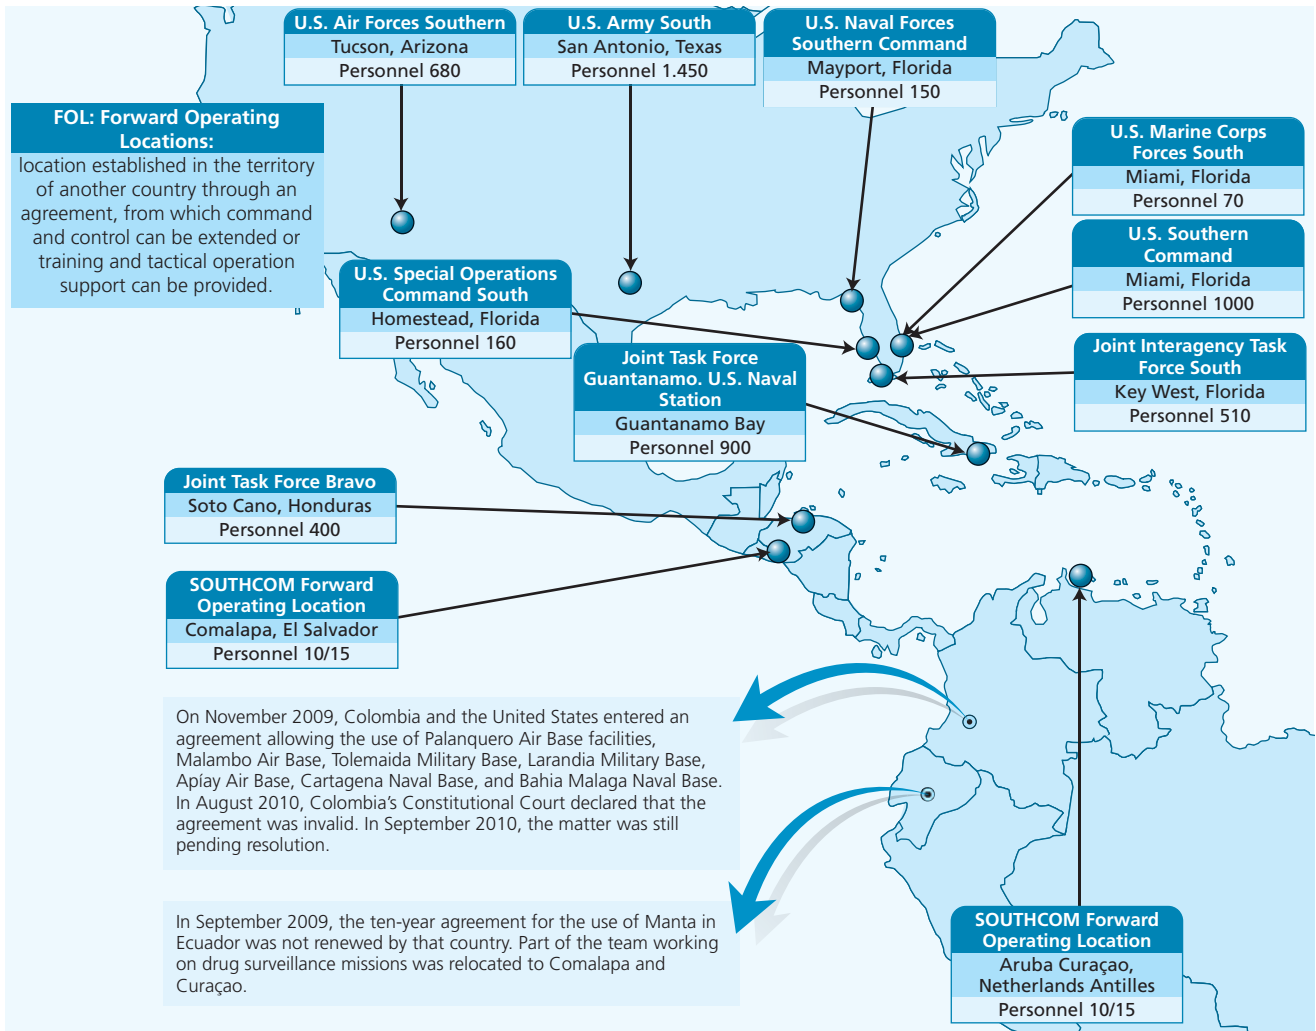 U.S. Air Forces Southern
Tucson, Arizona
Personnel 680
U.S. Army South
San Antonio, Texas
Personnel 1.450
U.S. Naval Forces
Southern Command
Mayport, Florida
Personnel 150
FOL: Forward Operating
Locations:
location established in the territory
of another country through an
agreement, from which command
and control can be extended or
training and tactical operation
support can be provided.
U.S. Marine Corps
Forces South
Miami, Florida
Personnel 70
U.S. Southern
Command
Miami, Florida
Personnel 1000
U.S. Special Operations
Command South
Homestead, Florida
Personnel 160
Joint Interagency Task
Force South
Key West, Florida
Personnel 510
Joint Task Force
Guantanamo. U.S. Naval
Station
Guantanamo Bay
Personnel 900
Joint Task Force Bravo
Soto Cano, Honduras
Personnel 400
SOUTHCOM Forward
Operating Location
Comalapa, El Salvador
Personnel 10/15
On November 2009, Colombia and the United States entered an
agreement allowing the use of Palanquero Air Base facilities,
Malambo Air Base, Tolemaida Military Base, Larandia Military Base,
Apíay Air Base, Cartagena Naval Base, and Bahia Malaga Naval Base.
In August 2010, Colombia's Constitutional Court declared that the
agreement was invalid. In September 2010, the matter was still
pending resolution.
In September 2009, the ten-year agreement for the use of Manta in
Ecuador was not renewed by that country. Part of the team working
on drug surveillance missions was relocated to Comalapa and
Curaçao.
SOUTHCOM Forward
Operating Location
Aruba Curaçao,
Netherlands Antilles
Personnel 10/15